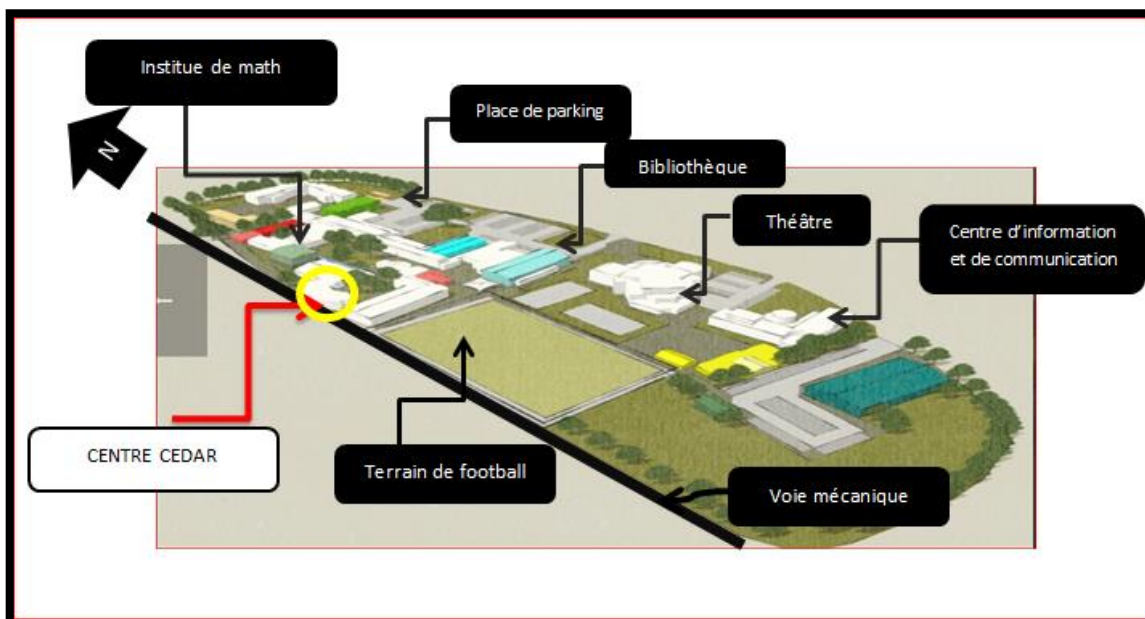 Institue de math
Place de parking
N
Bibliothèque
Théâtre
Centre d'information
et de communication
CENTRE CEDAR
Terrain de football
Voie mécanique